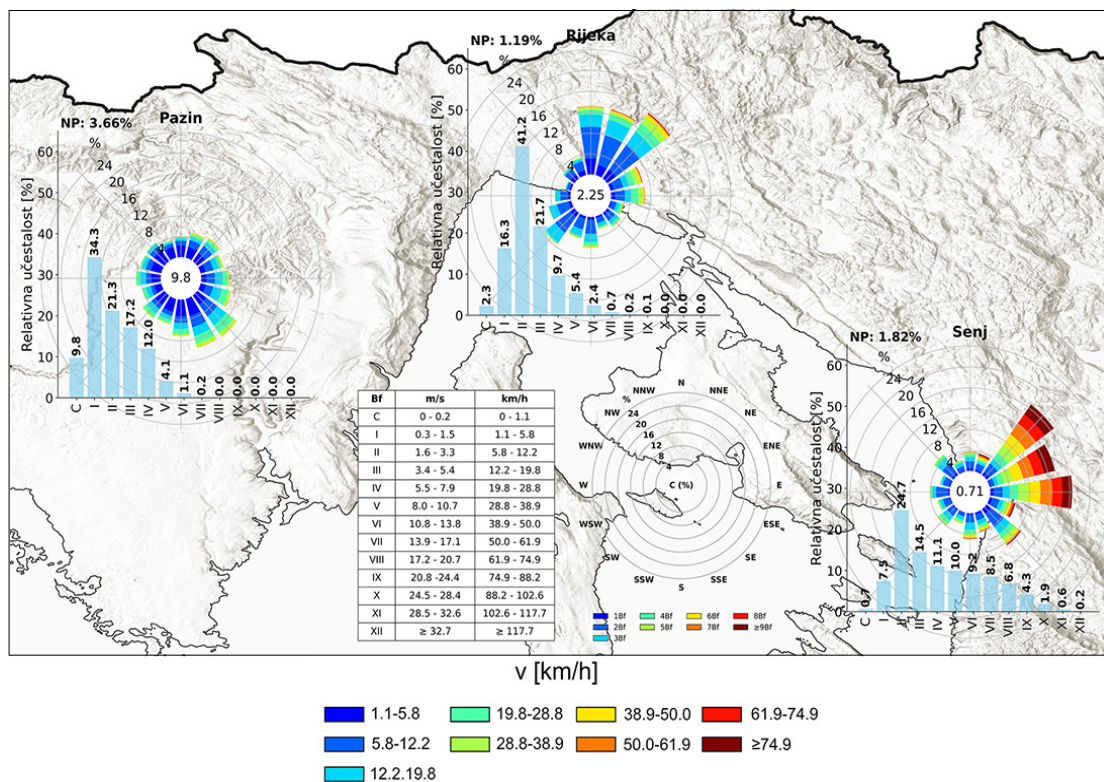 NP: 3.66%
Pazin
%
24
20
16
12
8
4
9.8
Relativna učestalost [%]
60
50
40
30
20
10
0
9.8
34.3
21.3
17.2
12.0
4.1
1.1
0.2
0.0
0.0
0.0
0.0
0.0
C I II III IV V VI VII VIII IX X XI XII
NP: 1.19%
Rijeka
%
24
20
16
12
8
4
2.25
Relativna učestalost [%]
60
50
40
30
20
10
0
2.3
16.3
41.2
21.7
9.7
5.4
2.4
0.7
0.2
0.1
0.0
0.0
0.0
C I II III IV V VI VII VIII IX X XI XII
NP: 1.82%
Senj
%
24
20
16
12
8
4
0.71
Relativna učestalost [%]
60
50
40
30
20
10
0
0.7
7.5
24.7
14.5
11.1
10.0
9.2
8.5
6.8
4.3
1.9
0.6
0.2
C I II III IV V VI VII VIII IX X XI XII
Bf m/s km/h
C 0 - 0.2 0 - 1.1
I 0.3 - 1.5 1.1 - 5.8
II 1.6 - 3.3 5.8 - 12.2
III 3.4 - 5.4 12.2 - 19.8
IV 5.5 - 7.9 19.8 - 28.8
V 8.0 - 10.7 28.8 - 38.9
VI 10.8 - 13.8 38.9 - 50.0
VII 13.9 - 17.1 50.0 - 61.9
VIII 17.2 - 20.7 61.9 - 74.9
IX 20.8 -24.4 74.9 - 88.2
X 24.5 - 28.4 88.2 - 102.6
XI 28.5 - 32.6 102.6 - 117.7
XII ≥ 32.7 ≥ 117.7
N
NNW NNE
NW NE
WNW ENE
W E
WSW ESE
SW SE
SSW SSE
S
%
24
20
16
12
8
4
C (%)
1Bf 4Bf 6Bf 8Bf
2Bf 5Bf 7Bf ≥9Bf
3Bf
v [km/h]
1.1-5.8 19.8-28.8 38.9-50.0 61.9-74.9
5.8-12.2 28.8-38.9 50.0-61.9 ≥74.9
12.2.19.8